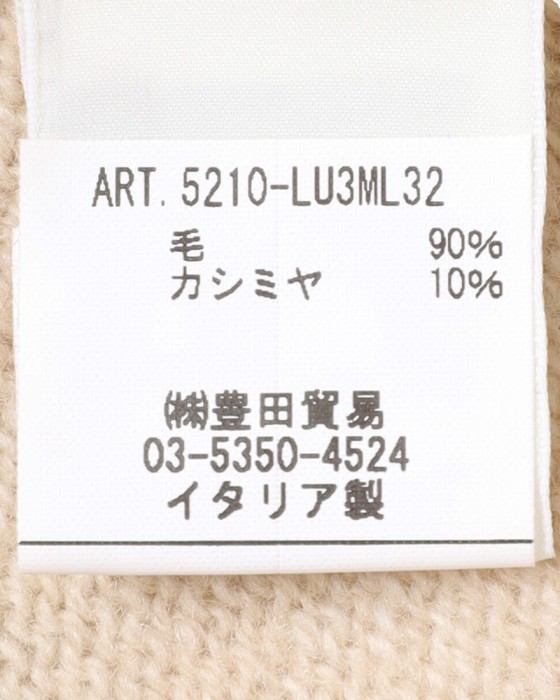 ART. 5210-LU3ML32
毛 90%
カシミヤ 10%
㈱豊田貿易
03-5350-4524
イタリア製